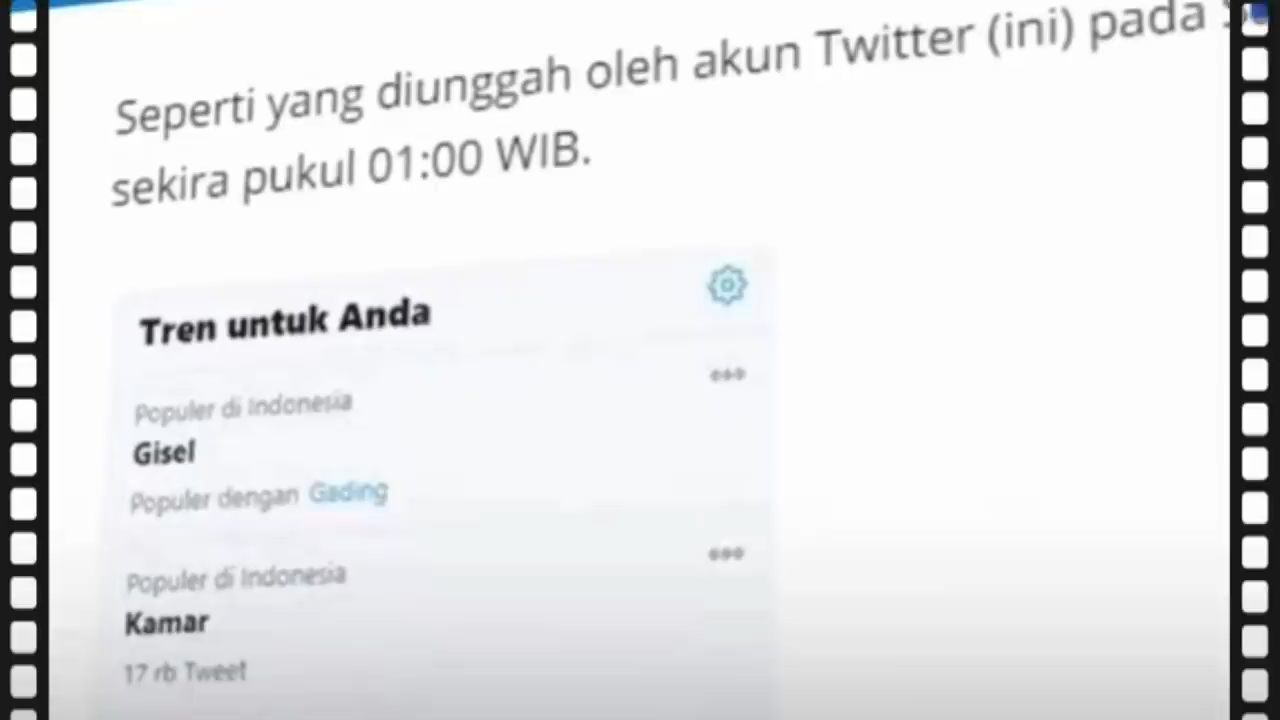 Seperti yang diunggah oleh akun Twitter (ini) pada
sekira pukul 01:00 WIB.
Tren untuk Anda
Populer di Indonesia
Gisel
Populer dengan Gading
Populer di Indonesia
Kamar
17 rb Tweet